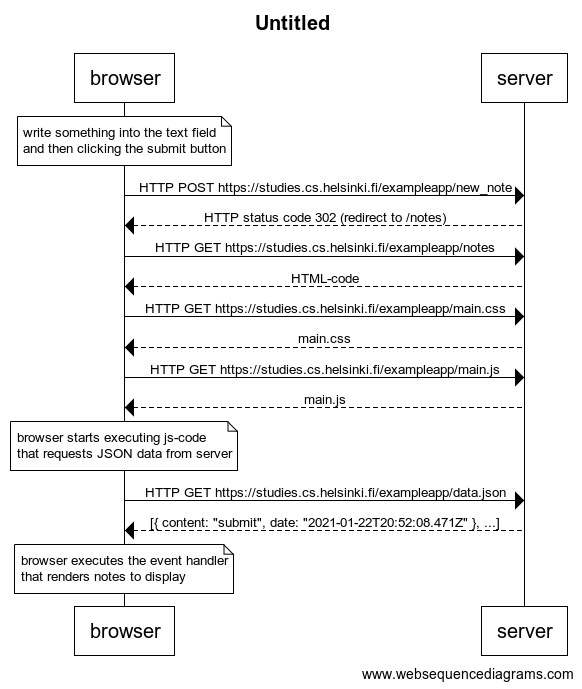 Untitled
browser
server
write something into the text field
and then clicking the submit button
HTTP POST https://studies.cs.helsinki.fi/exampleapp/new_note
HTTP status code 302 (redirect to /notes)
HTTP GET https://studies.cs.helsinki.fi/exampleapp/notes
HTML-code
HTTP GET https://studies.cs.helsinki.fi/exampleapp/main.css
main.css
HTTP GET https://studies.cs.helsinki.fi/exampleapp/main.js
main.js
browser starts executing js-code
that requests JSON data from server
HTTP GET https://studies.cs.helsinki.fi/exampleapp/data.json
[{ content: "submit", date: "2021-01-22T20:52:08.471Z" }, ...]
browser executes the event handler
that renders notes to display
browser
server
www.websequencediagrams.com